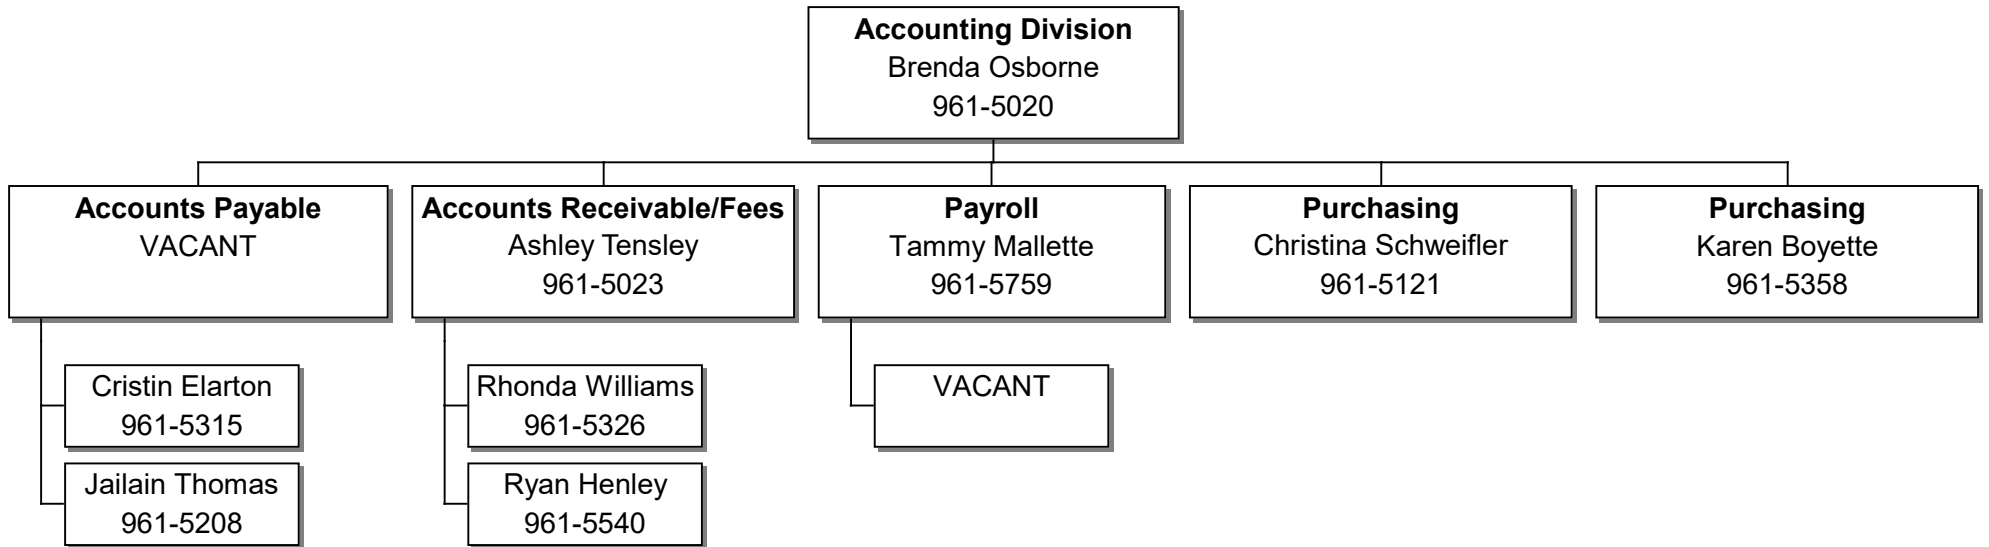 Accounting Division
Brenda Osborne
961-5020
Accounts Payable
VACANT
Accounts Receivable/Fees
Ashley Tensley
961-5023
Payroll
Tammy Mallette
961-5759
Purchasing
Christina Schweifler
961-5121
Purchasing
Karen Boyette
961-5358
Cristin Elarton
961-5315
Jailain Thomas
961-5208
Rhonda Williams
961-5326
Ryan Henley
961-5540
VACANT